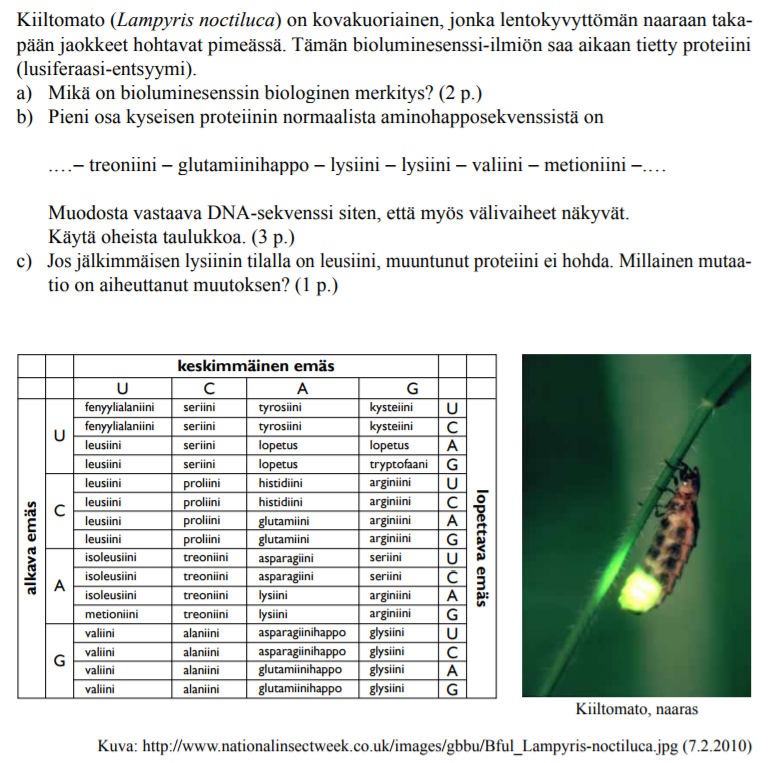 Kiiltomato (Lampyris noctiluca) on kovakuoriainen, jonka lentokyvyttömän naaraan taka-
pään jaokkeet hohtavat pimeässä. Tämän bioluminesenssi-ilmiön saa aikaan tietty proteiini
(lusiferaasi-entsyymi).
a) Mikä on bioluminesenssin biologinen merkitys? (2 p.)
b) Pieni osa kyseisen proteiinin normaalista aminohapposekvenssistä on
….– treoniini – glutamiinihappo – lysiini – lysiini – valiini – metioniini –….
Muodosta vastaava DNA-sekvenssi siten, että myös välivaiheet näkyvät.
Käytä oheista taulukkoa. (3 p.)
c) Jos jälkimmäisen lysiinin tilalla on leusiini, muuntunut proteiini ei hohda. Millainen mutaa-
tio on aiheuttanut muutoksen? (1 p.)
keskimmäinen emäs
U C A G
alkava emäs
lopettava emäs
U
fenyylialaniini seriini tyrosiini kysteiini U
fenyylialaniini seriini tyrosiini kysteiini C
leusiini seriini lopetus lopetus A
leusiini seriini lopetus tryptofaani G
C
leusiini proliini histidiini arginiini U
leusiini proliini histidiini arginiini C
leusiini proliini glutamiini arginiini A
leusiini proliini glutamiini arginiini G
A
isoleusiini treoniini asparagiini seriini U
isoleusiini treoniini asparagiini seriini C
isoleusiini treoniini lysiini arginiini A
metioniini treoniini lysiini arginiini G
G
valiini alaniini asparagiinihappo glysiini U
valiini alaniini asparagiinihappo glysiini C
valiini alaniini glutamiinihappo glysiini A
valiini alaniini glutamiinihappo glysiini G
Kiiltomato, naaras
Kuva: http://www.nationalinsectweek.co.uk/images/gbbu/Bful_Lampyris-noctiluca.jpg (7.2.2010)